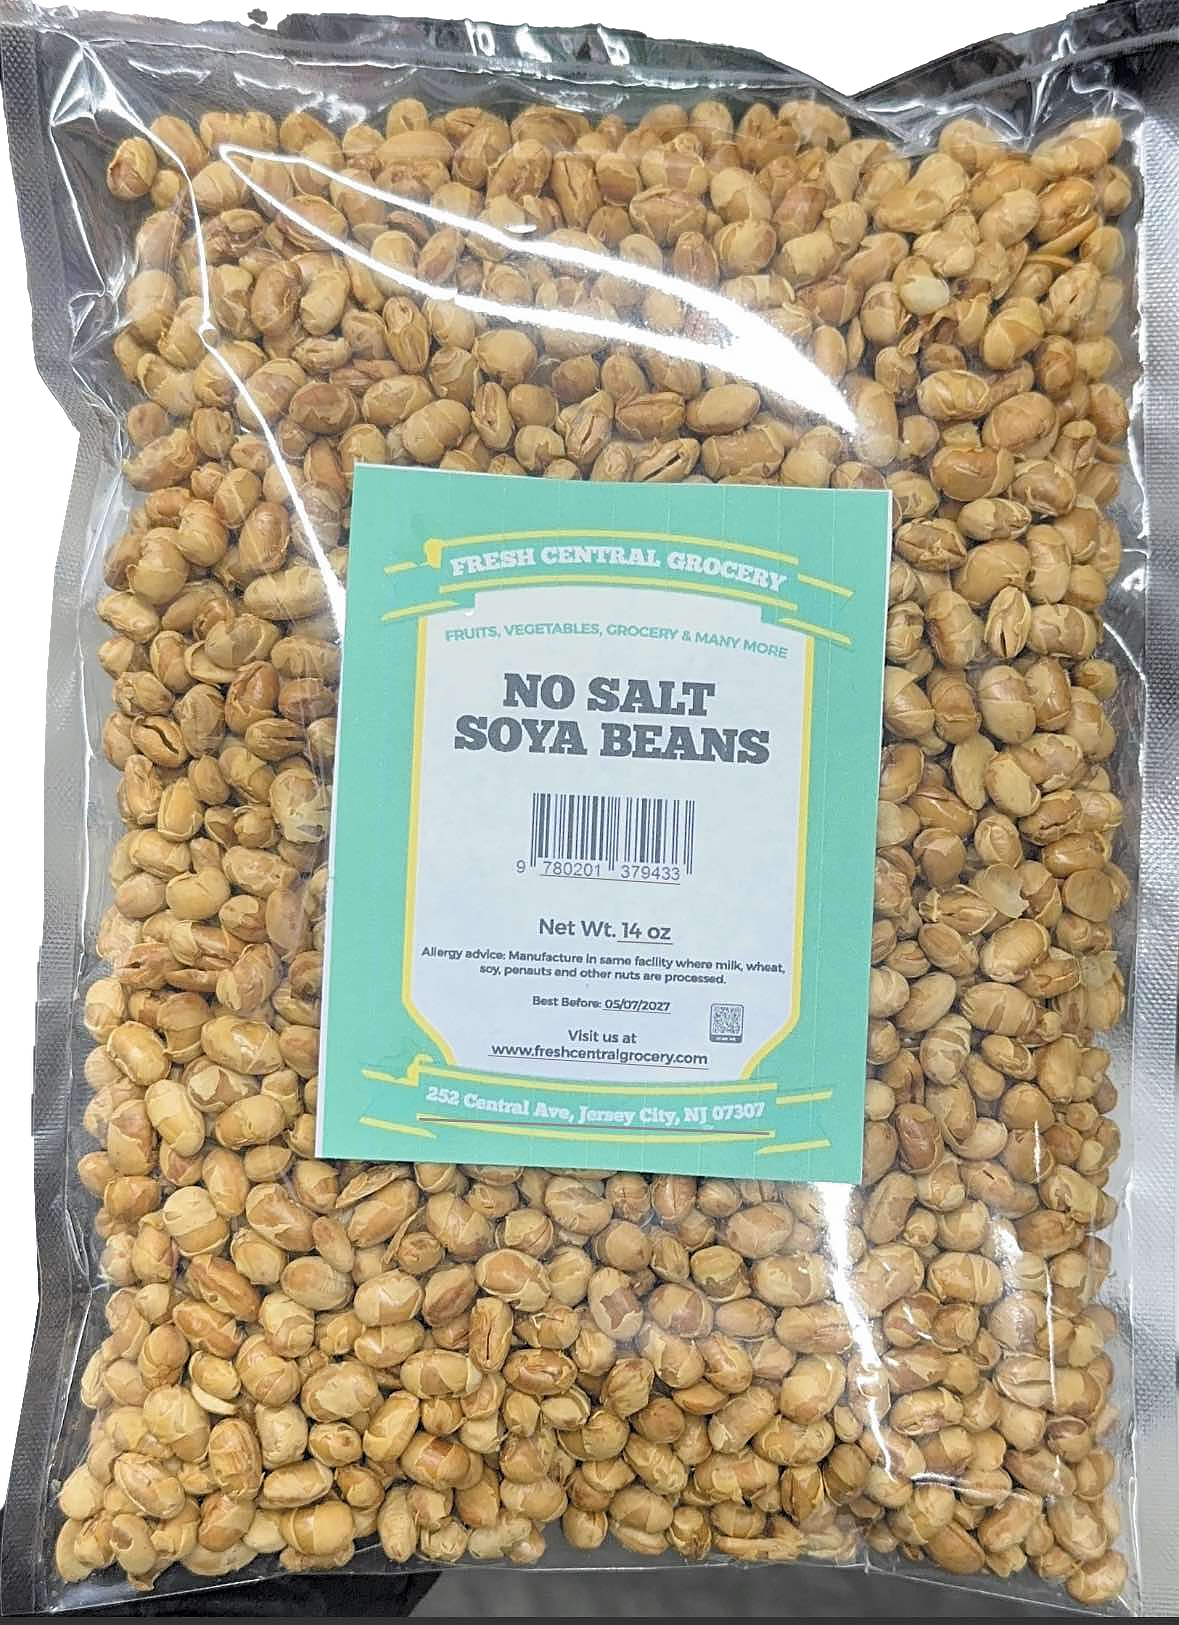 FRESH CENTRAL GROCERY
FRUITS, VEGETABLES, GROCERY & MANY MORE
NO SALT
SOYA BEANS
9 780201 379433
Net Wt. 14 oz
Allergy advice: Manufacture in same facility where milk, wheat,
soy, penauts and other nuts are processed.
Best Before: 05/07/2027
Visit us at
www.freshcentralgrocery.com
252 Central Ave, Jersey City, NJ 07307